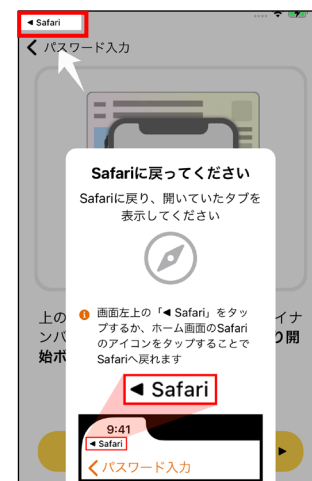 ◀ Safari
パスワード入力
Safariに戻ってください
Safariに戻り、開いていたタブを
表示してください
上の
イナ
ンバ
り開
始ボ
画面左上の「◀ Safari」をタッ
プするか、ホーム画面のSafari
のアイコンをタップすることで
Safariへ戻れます
◀ Safari
9:41
◀ Safari
パスワード入力